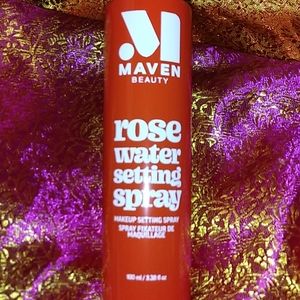 MAVEN
BEAUTY
rose
water
setting
spray
MAKEUP SETTING SPRAY
SPRAY FIXATEUR DE
MAQUILLAGE
100 ml / 3.38 fl oz